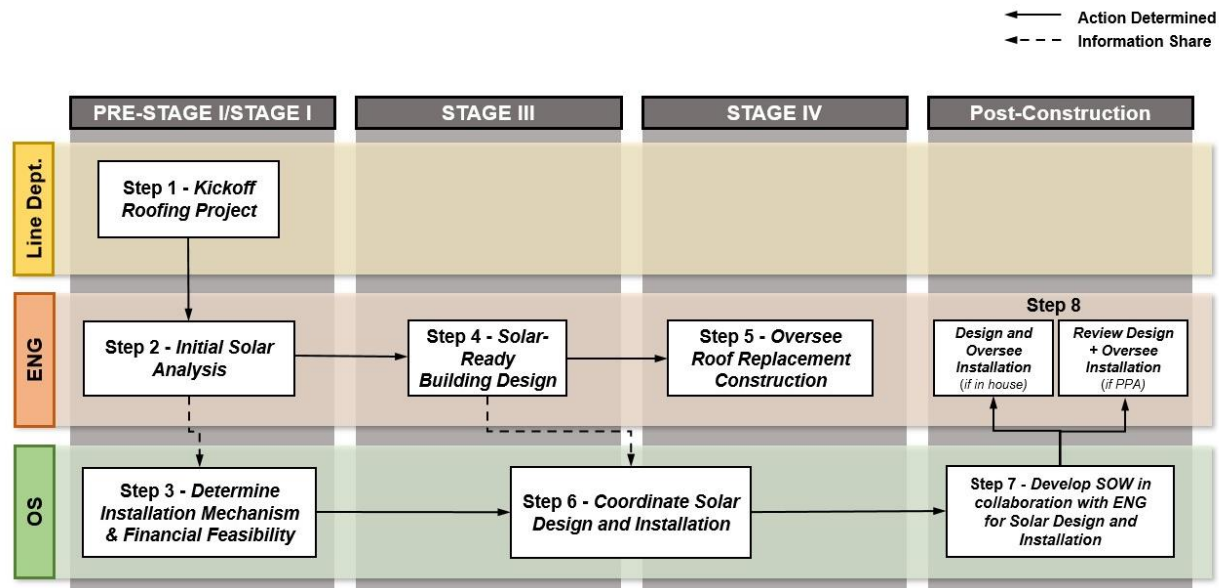 Action Determined
Information Share
PRE-STAGE I/STAGE I
STAGE III
STAGE IV
Post-Construction
Line Dept.
Step 1 - Kickoff
Roofing Project
ENG
Step 2 - Initial Solar
Analysis
Step 4 - Solar-
Ready
Building Design
Step 5 - Oversee
Roof Replacement
Construction
Step 8
Design and
Oversee
Installation
(if in house)
Review Design
+ Oversee
Installation
(if PPA)
OS
Step 3 - Determine
Installation Mechanism
& Financial Feasibility
Step 6 - Coordinate Solar
Design and Installation
Step 7 - Develop SOW in
collaboration with ENG
for Solar Design and
Installation